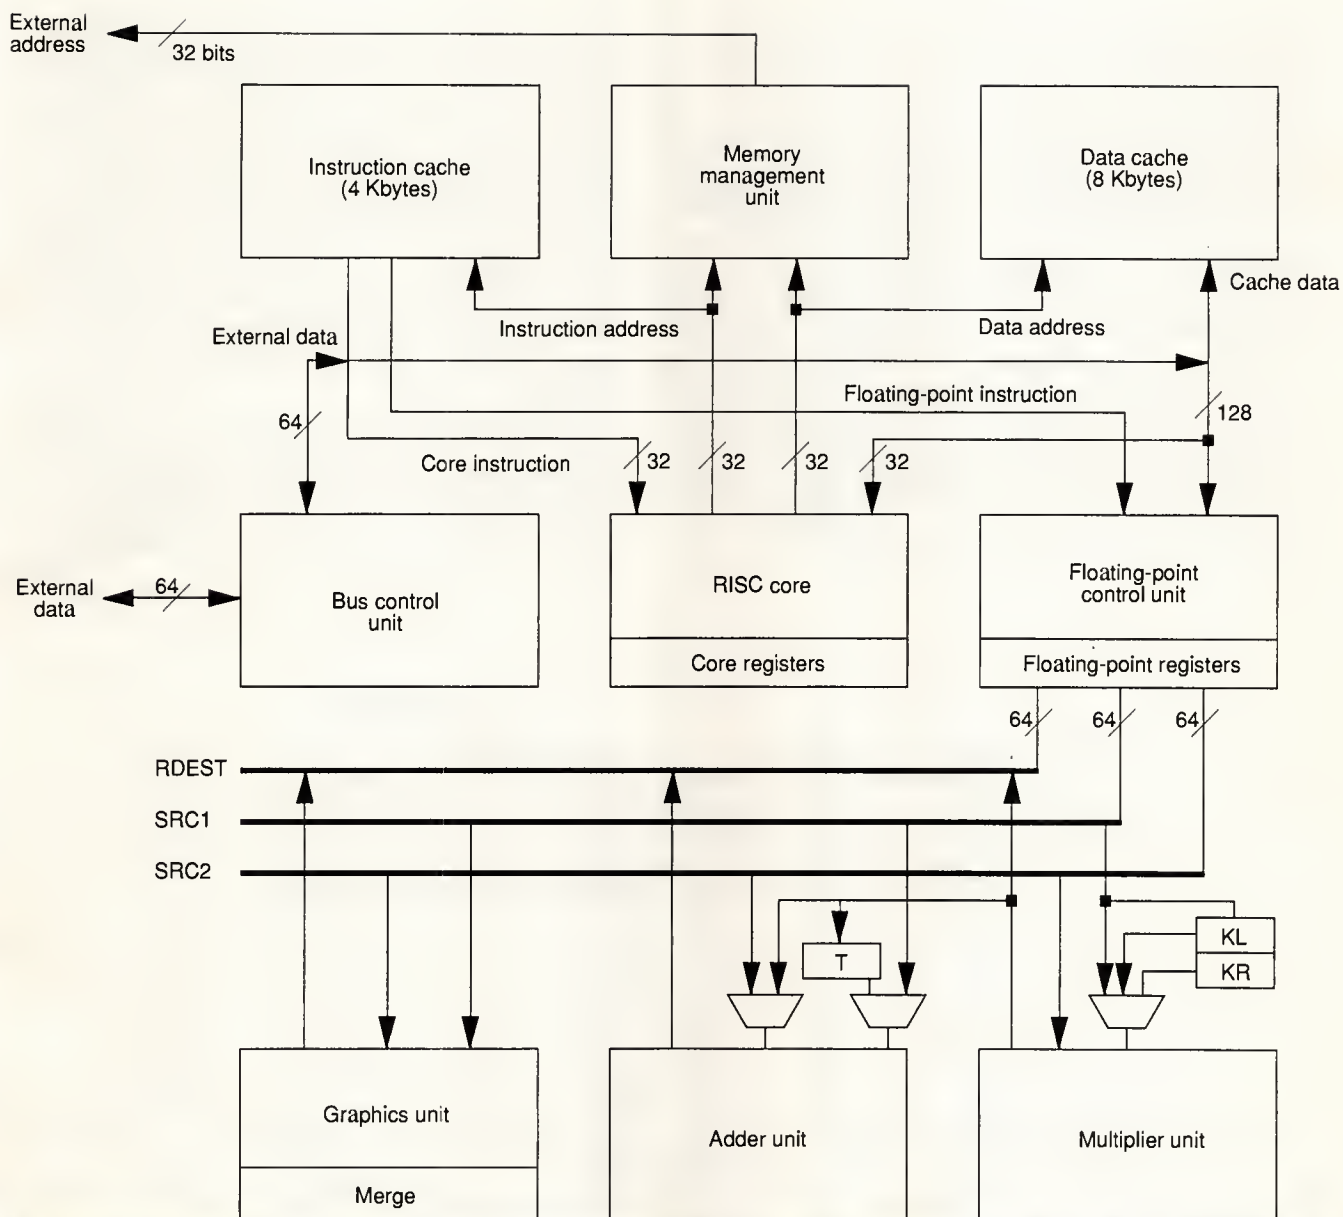 External
address
32 bits
Instruction cache
(4 Kbytes)
Memory
management
unit
Data cache
(8 Kbytes)
Cache data
Instruction address
Data address
External data
Floating-point instruction
64
128
Core instruction
32
32
32
32
External
data
64
Bus control
unit
RISC core
Core registers
Floating-point
control unit
Floating-point registers
64
64
64
RDEST
SRC1
SRC2
T
KL
KR
Graphics unit
Merge
Adder unit
Multiplier unit